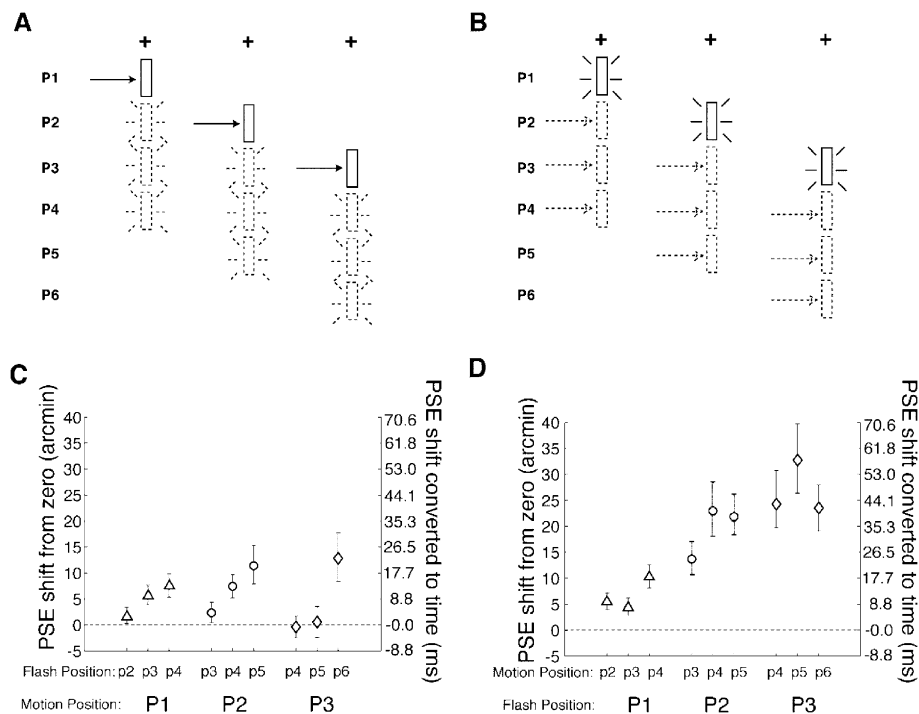 A
+ + +
P1
P2
P3
P4
P5
P6
B
+ + +
P1
P2
P3
P4
P5
P6
C
PSE shift from zero (arcmin)
40
35
30
25
20
15
10
5
0
-5
70.6
61.8
53.0
44.1
35.3
26.5
17.7
8.8
-0.0
-8.8
PSE shift converted to time (ms)
Flash Position: p2 p3 p4 p3 p4 p5 p4 p5 p6
Motion Position: P1 P2 P3
D
PSE shift from zero (arcmin)
40
35
30
25
20
15
10
5
0
-5
70.6
61.8
53.0
44.1
35.3
26.5
17.7
8.8
-0.0
-8.8
PSE shift converted to time (ms)
Motion Position: p2 p3 p4 p3 p4 p5 p4 p5 p6
Flash Position: P1 P2 P3